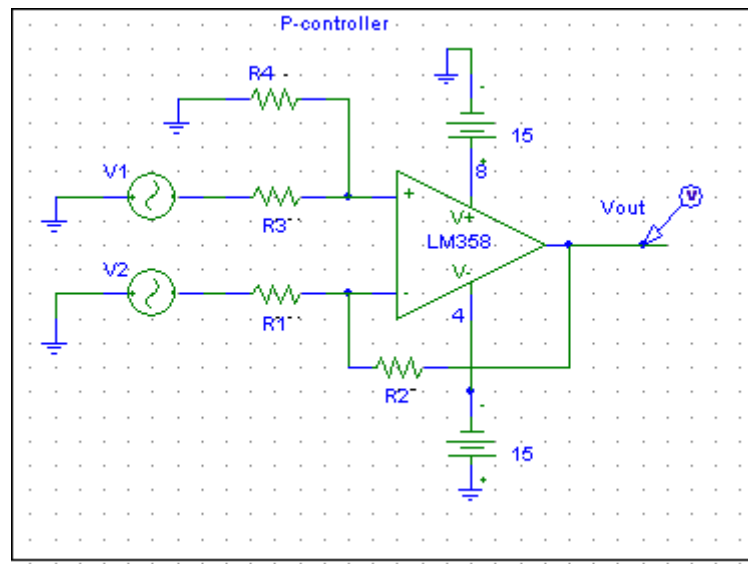 P-controller
R4
15
V1
8
+
R3
V+
Vout
V
LM358
V2
V-
-
R1
4
R2
15